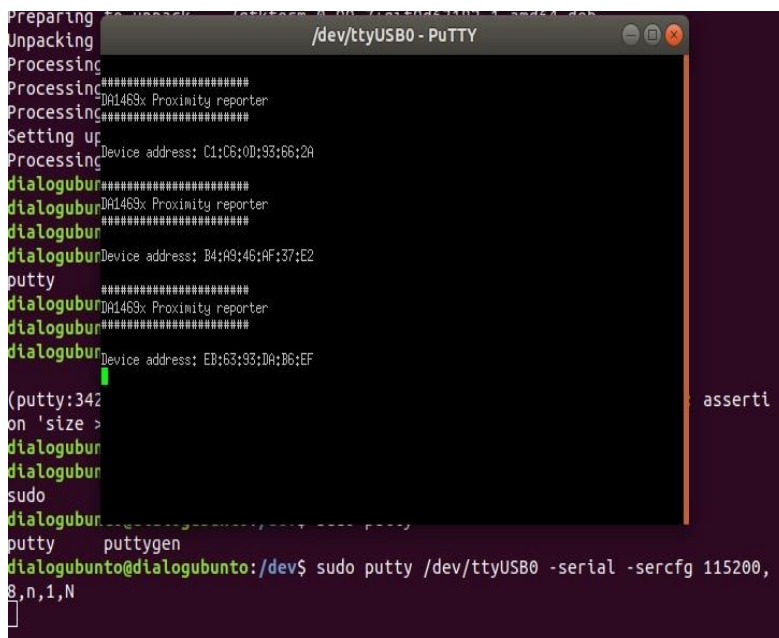 Preparing to unpack
Unpacking
Processing
Processing
Processing
Setting up
Processing
dialogubun
dialogubun
dialogubun
dialogubun
putty
dialogubun
dialogubun
dialogubun
(putty:342
: asserti
on 'size >
dialogubun
dialogubun
sudo
dialogubun
putty puttygen
dialogubunto@dialogubunto:/dev$ sudo putty /dev/ttyUSB0 -serial -sercfg 115200,
8,n,1,N
/dev/ttyUSB0 - PuTTY
#######################
DA1469x Proximity reporter
#######################
Device address: C1:C6:0D:93:66:2A
#######################
DA1469x Proximity reporter
#######################
Device address: B4:A9:46:AF:37:E2
#######################
DA1469x Proximity reporter
#######################
Device address: EB:63:93:DA:B6:EF